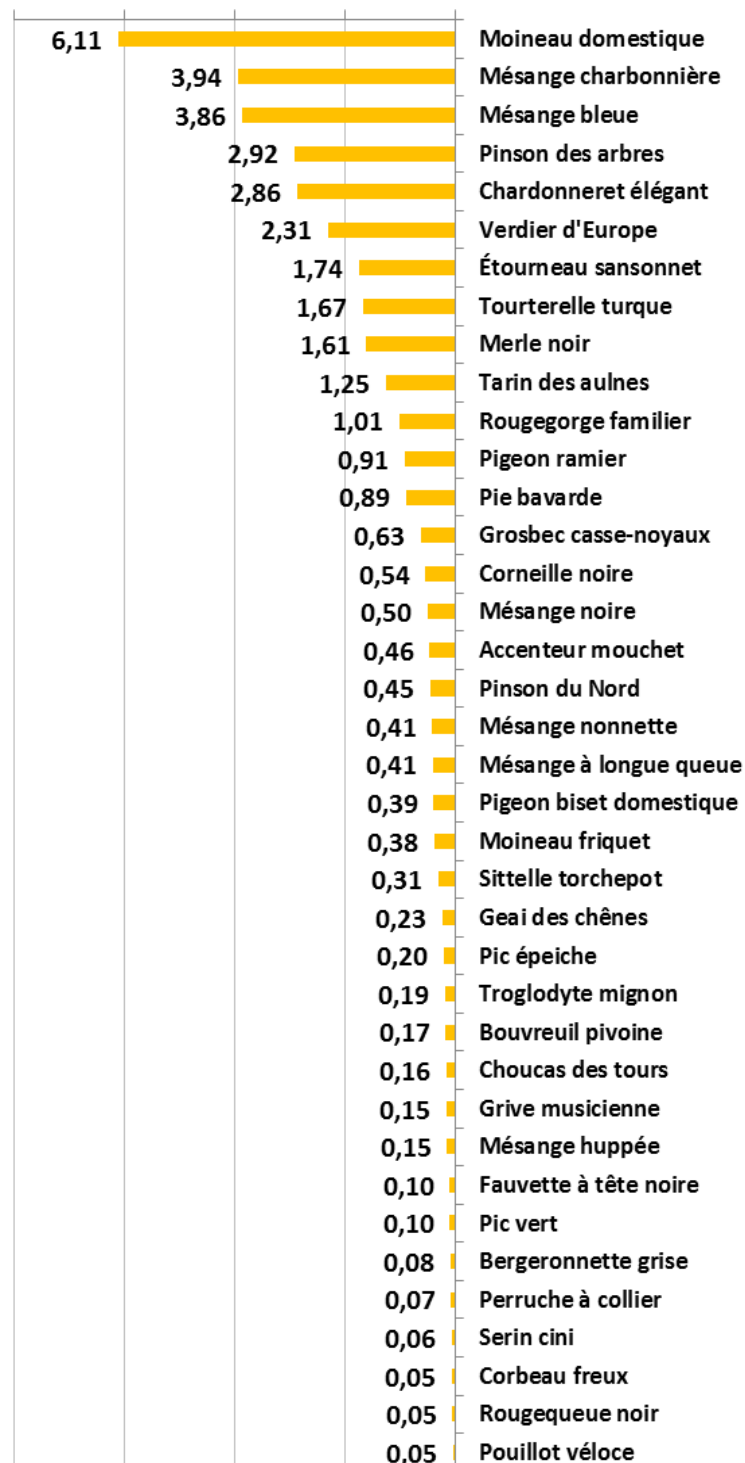 6,11 Moineau domestique
3,94 Mésange charbonnière
3,86 Mésange bleue
2,92 Pinson des arbres
2,86 Chardonneret élégant
2,31 Verdier d'Europe
1,74 Étourneau sansonnet
1,67 Tourterelle turque
1,61 Merle noir
1,25 Tarin des aulnes
1,01 Rougegorge familier
0,91 Pigeon ramier
0,89 Pie bavarde
0,63 Grosbec casse-noyaux
0,54 Corneille noire
0,50 Mésange noire
0,46 Accenteur mouchet
0,45 Pinson du Nord
0,41 Mésange nonnette
0,41 Mésange à longue queue
0,39 Pigeon biset domestique
0,38 Moineau friquet
0,31 Sittelle torchepot
0,23 Geai des chênes
0,20 Pic épeiche
0,19 Troglodyte mignon
0,17 Bouvreuil pivoine
0,16 Choucas des tours
0,15 Grive musicienne
0,15 Mésange huppée
0,10 Fauvette à tête noire
0,10 Pic vert
0,08 Bergeronnette grise
0,07 Perruche à collier
0,06 Serin cini
0,05 Corbeau freux
0,05 Rougequeue noir
0,05 Pouillot véloce